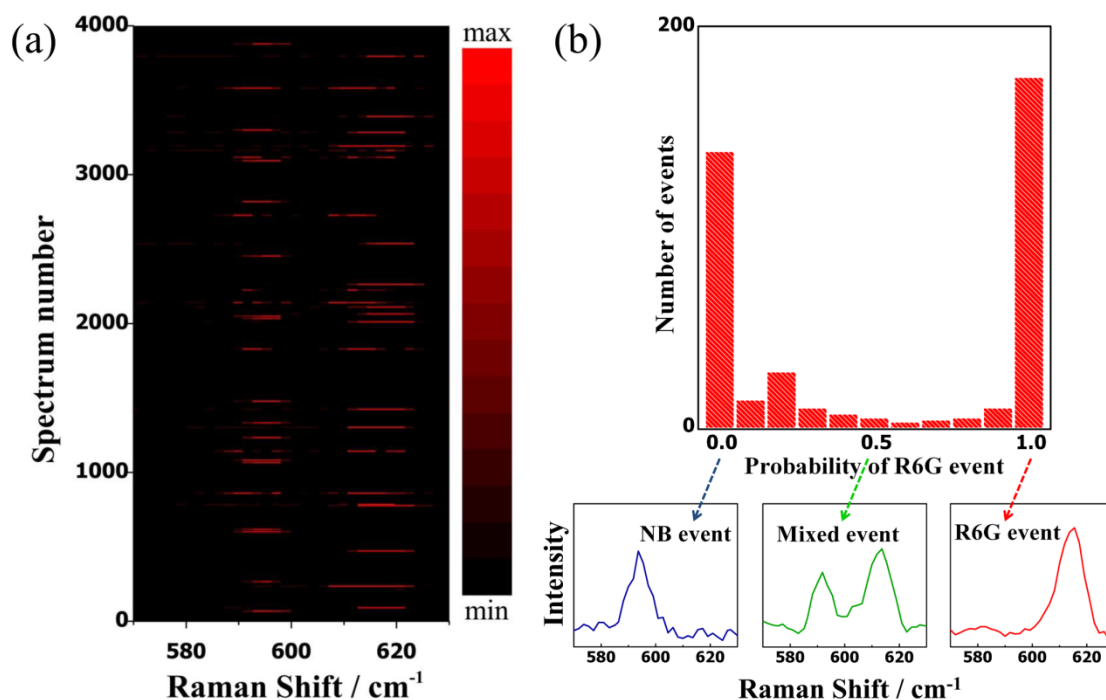 (a)
max
4000
3000
2000
1000
0
Spectrum number
580 600 620
Raman Shift / cm-1
min
(b)
200
0
Number of events
0.0 0.5 1.0
Probability of R6G event
NB event
Mixed event
R6G event
Intensity
580 600 620
580 600 620
580 600 620
Raman Shift / cm-1